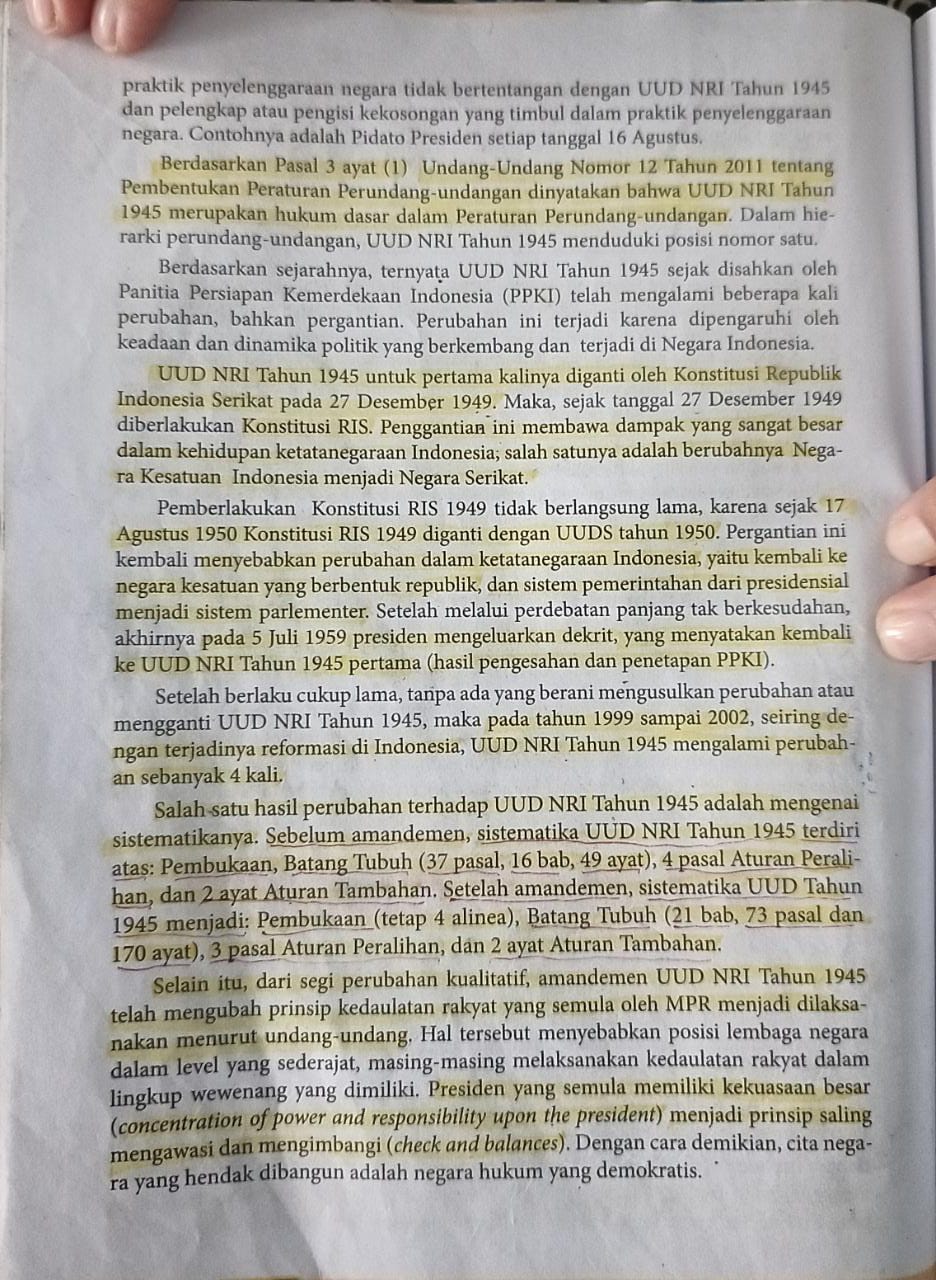 praktik penyelenggaraan negara tidak bertentangan dengan UUD NRI Tahun 1945
dan pelengkap atau pengisi kekosongan yang timbul dalam praktik penyelenggaraan
negara. Contohnya adalah Pidato Presiden setiap tanggal 16 Agustus.
Berdasarkan Pasal 3 ayat (1) Undang-Undang Nomor 12 Tahun 2011 tentang
Pembentukan Peraturan Perundang-undangan dinyatakan bahwa UUD NRI Tahun
1945 merupakan hukum dasar dalam Peraturan Perundang-undangan. Dalam hie-
rarki perundang-undangan, UUD NRI Tahun 1945 menduduki posisi nomor satu.
Berdasarkan sejarahnya, ternyata UUD NRI Tahun 1945 sejak disahkan oleh
Panitia Persiapan Kemerdekaan Indonesia (PPKI) telah mengalami beberapa kali
perubahan, bahkan pergantian. Perubahan ini terjadi karena dipengaruhi oleh
keadaan dan dinamika politik yang berkembang dan terjadi di Negara Indonesia.
UUD NRI Tahun 1945 untuk pertama kalinya diganti oleh Konstitusi Republik
Indonesia Serikat pada 27 Desember 1949. Maka, sejak tanggal 27 Desember 1949
diberlakukan Konstitusi RIS. Penggantian ini membawa dampak yang sangat besar
dalam kehidupan ketatanegaraan Indonesia; salah satunya adalah berubahnya Nega-
ra Kesatuan Indonesia menjadi Negara Serikat.
Pemberlakukan Konstitusi RIS 1949 tidak berlangsung lama, karena sejak 17
Agustus 1950 Konstitusi RIS 1949 diganti dengan UUDS tahun 1950. Pergantian ini
kembali menyebabkan perubahan dalam ketatanegaraan Indonesia, yaitu kembali ke
negara kesatuan yang berbentuk republik, dan sistem pemerintahan dari presidensial
menjadi sistem parlementer. Setelah melalui perdebatan panjang tak berkesudahan,
akhirnya pada 5 Juli 1959 presiden mengeluarkan dekrit, yang menyatakan kembali
ke UUD NRI Tahun 1945 pertama (hasil pengesahan dan penetapan PPKI).
Setelah berlaku cukup lama, tanpa ada yang berani mengusulkan perubahan atau
mengganti UUD NRI Tahun 1945, maka pada tahun 1999 sampai 2002, seiring de-
ngan terjadinya reformasi di Indonesia, UUD NRI Tahun 1945 mengalami perubah-
an sebanyak 4 kali.
Salah satu hasil perubahan terhadap UUD NRI Tahun 1945 adalah mengenai
sistematikanya. Sebelum amandemen, sistematika UUD NRI Tahun 1945 terdiri
atas: Pembukaan, Batang Tubuh (37 pasal, 16 bab, 49 ayat), 4 pasal Aturan Perali-
han, dan 2 ayat Aturan Tambahan. Setelah amandemen, sistematika UUD Tahun
1945 menjadi: Pembukaan (tetap 4 alinea), Batang Tubuh (21 bab, 73 pasal dan
170 ayat), 3 pasal Aturan Peralihan, dan 2 ayat Aturan Tambahan.
Selain itu, dari segi perubahan kualitatif, amandemen UUD NRI Tahun 1945
telah mengubah prinsip kedaulatan rakyat yang semula oleh MPR menjadi dilaksa-
nakan menurut undang-undang. Hal tersebut menyebabkan posisi lembaga negara
dalam level yang sederajat, masing-masing melaksanakan kedaulatan rakyat dalam
lingkup wewenang yang dimiliki. Presiden yang semula memiliki kekuasaan besar
(concentration of power and responsibility upon the president) menjadi prinsip saling
mengawasi dan mengimbangi (check and balances). Dengan cara demikian, cita nega-
ra yang hendak dibangun adalah negara hukum yang demokratis.